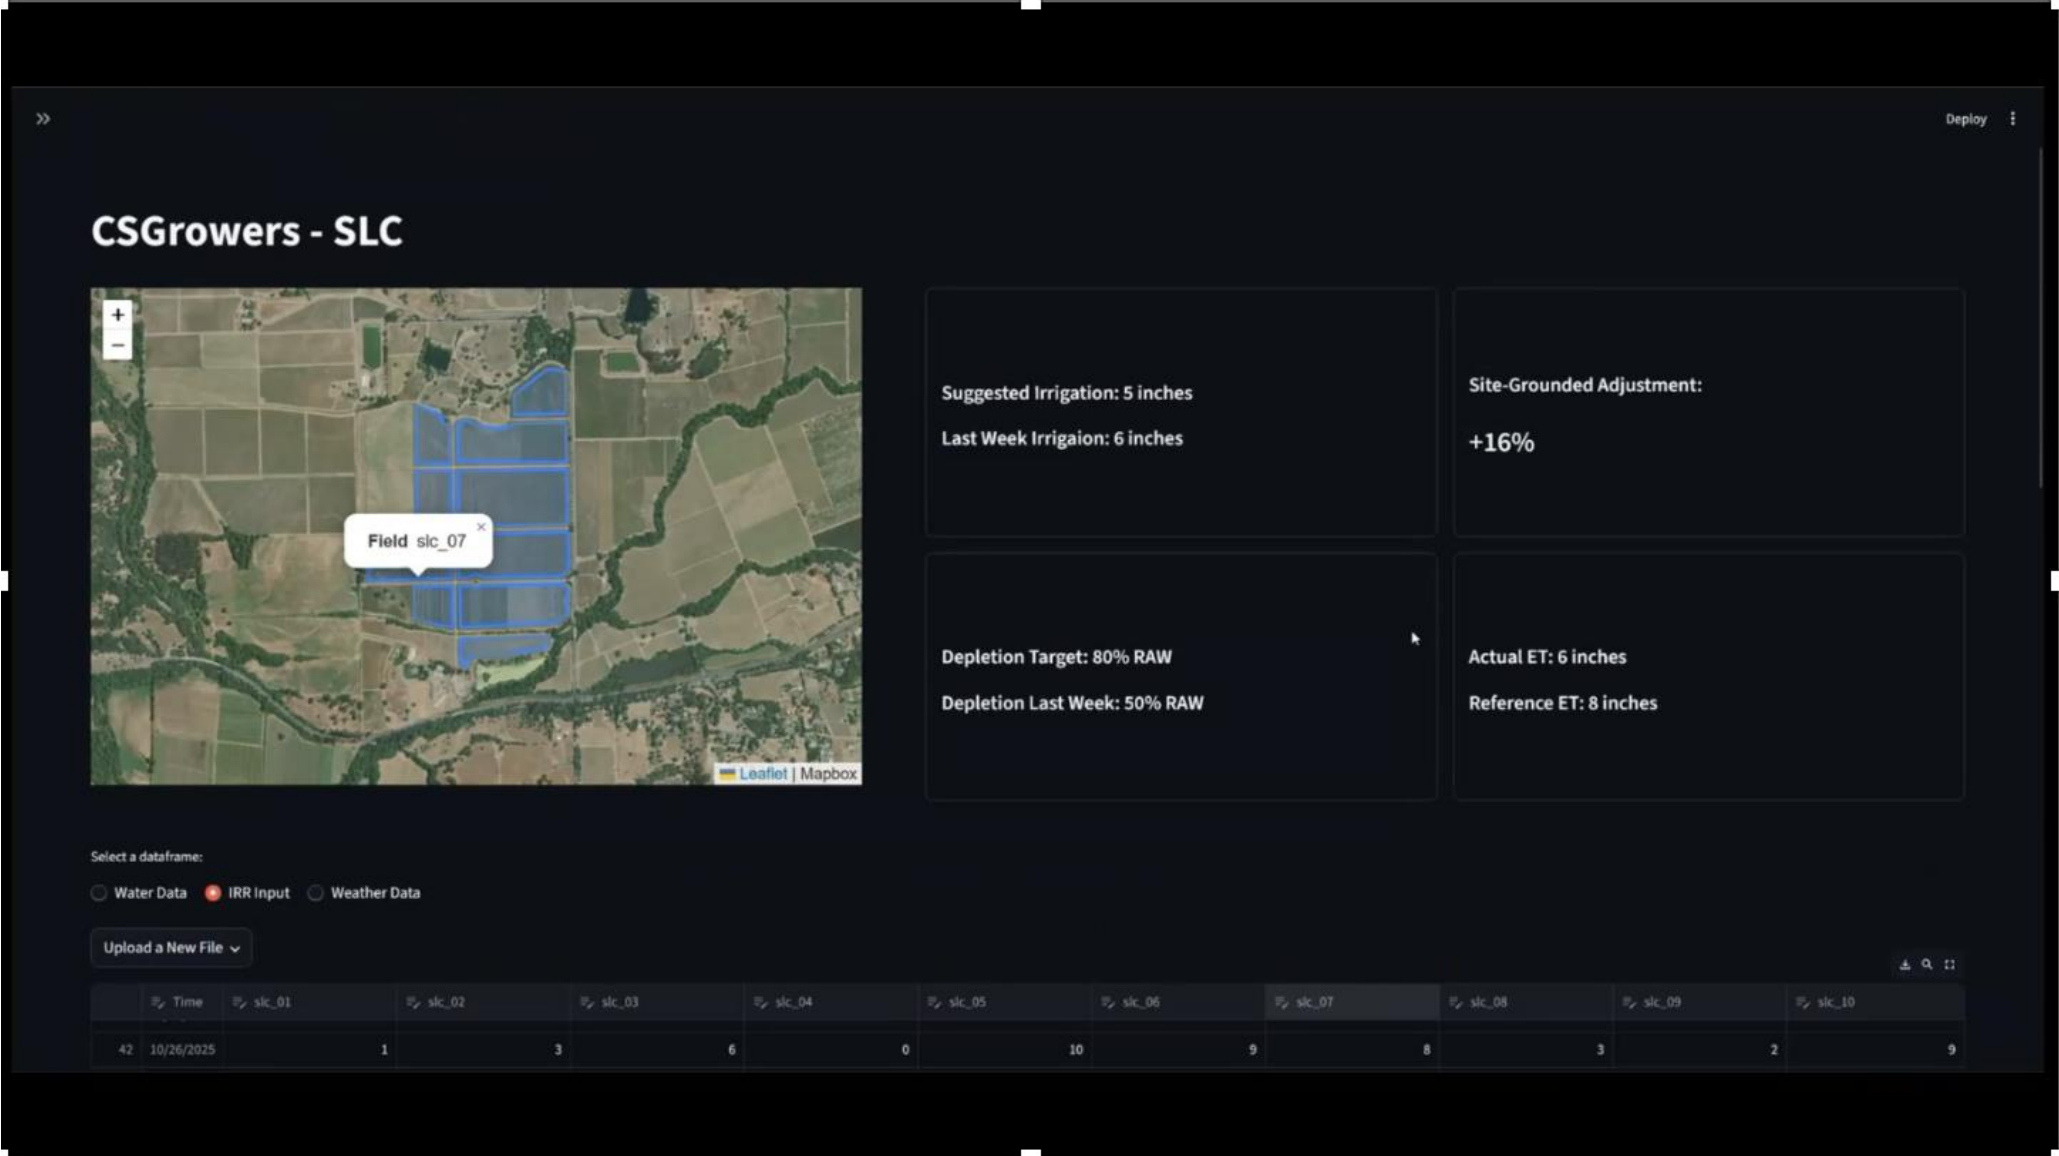 Deploy
CSGrowers - SLC
+
−
Field slc_07
×
Leaflet | Mapbox
Suggested Irrigation: 5 inches
Last Week Irrigaion: 6 inches
Site-Grounded Adjustment:
+16%
Depletion Target: 80% RAW
Depletion Last Week: 50% RAW
Actual ET: 6 inches
Reference ET: 8 inches
Select a dataframe:
Water Data IRR Input Weather Data
Upload a New File
Time slc_01 slc_02 slc_03 slc_04 slc_05 slc_06 slc_07 slc_08 slc_09 slc_10
42 10/26/2025 1 3 6 0 10 9 8 3 2 9